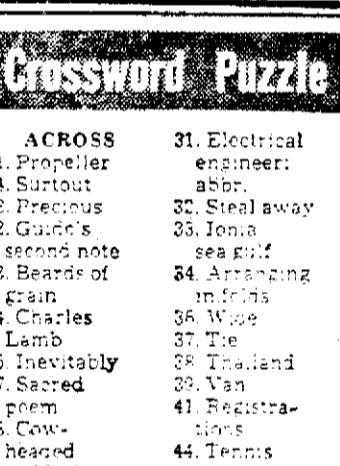 Crossword Puzzle
ACROSS
. Propeller
. Surtout
. Precious
. Guido's
second note
. Beards of
grain
. Charles
Lamb
. Inevitably
. Sacred
poem
. Cow-
headed
31. Electrical
engineer:
abbr.
32. Steal away
33. Ionia
sea gulf
34. Arranging
in folds
36. Wipe
37. Tie
38. Thailand
39. Van
41. Registra-
tions
44. Tennis